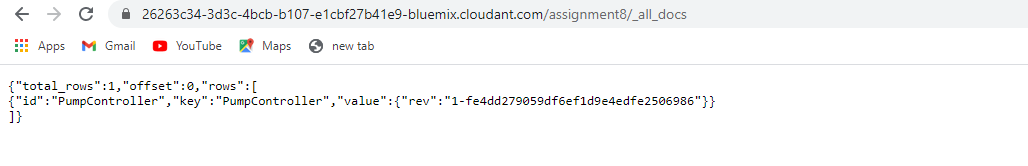 26263c34-3d3c-4bcb-b107-e1cbf27b41e9-bluemix.cloudant.com/assignment8/_all_docs
Apps Gmail YouTube Maps new tab
{"total_rows":1,"offset":0,"rows":[
{"id":"PumpController","key":"PumpController","value":{"rev":"1-fe4dd279059df6ef1d9e4edfe2506986"}}
]}